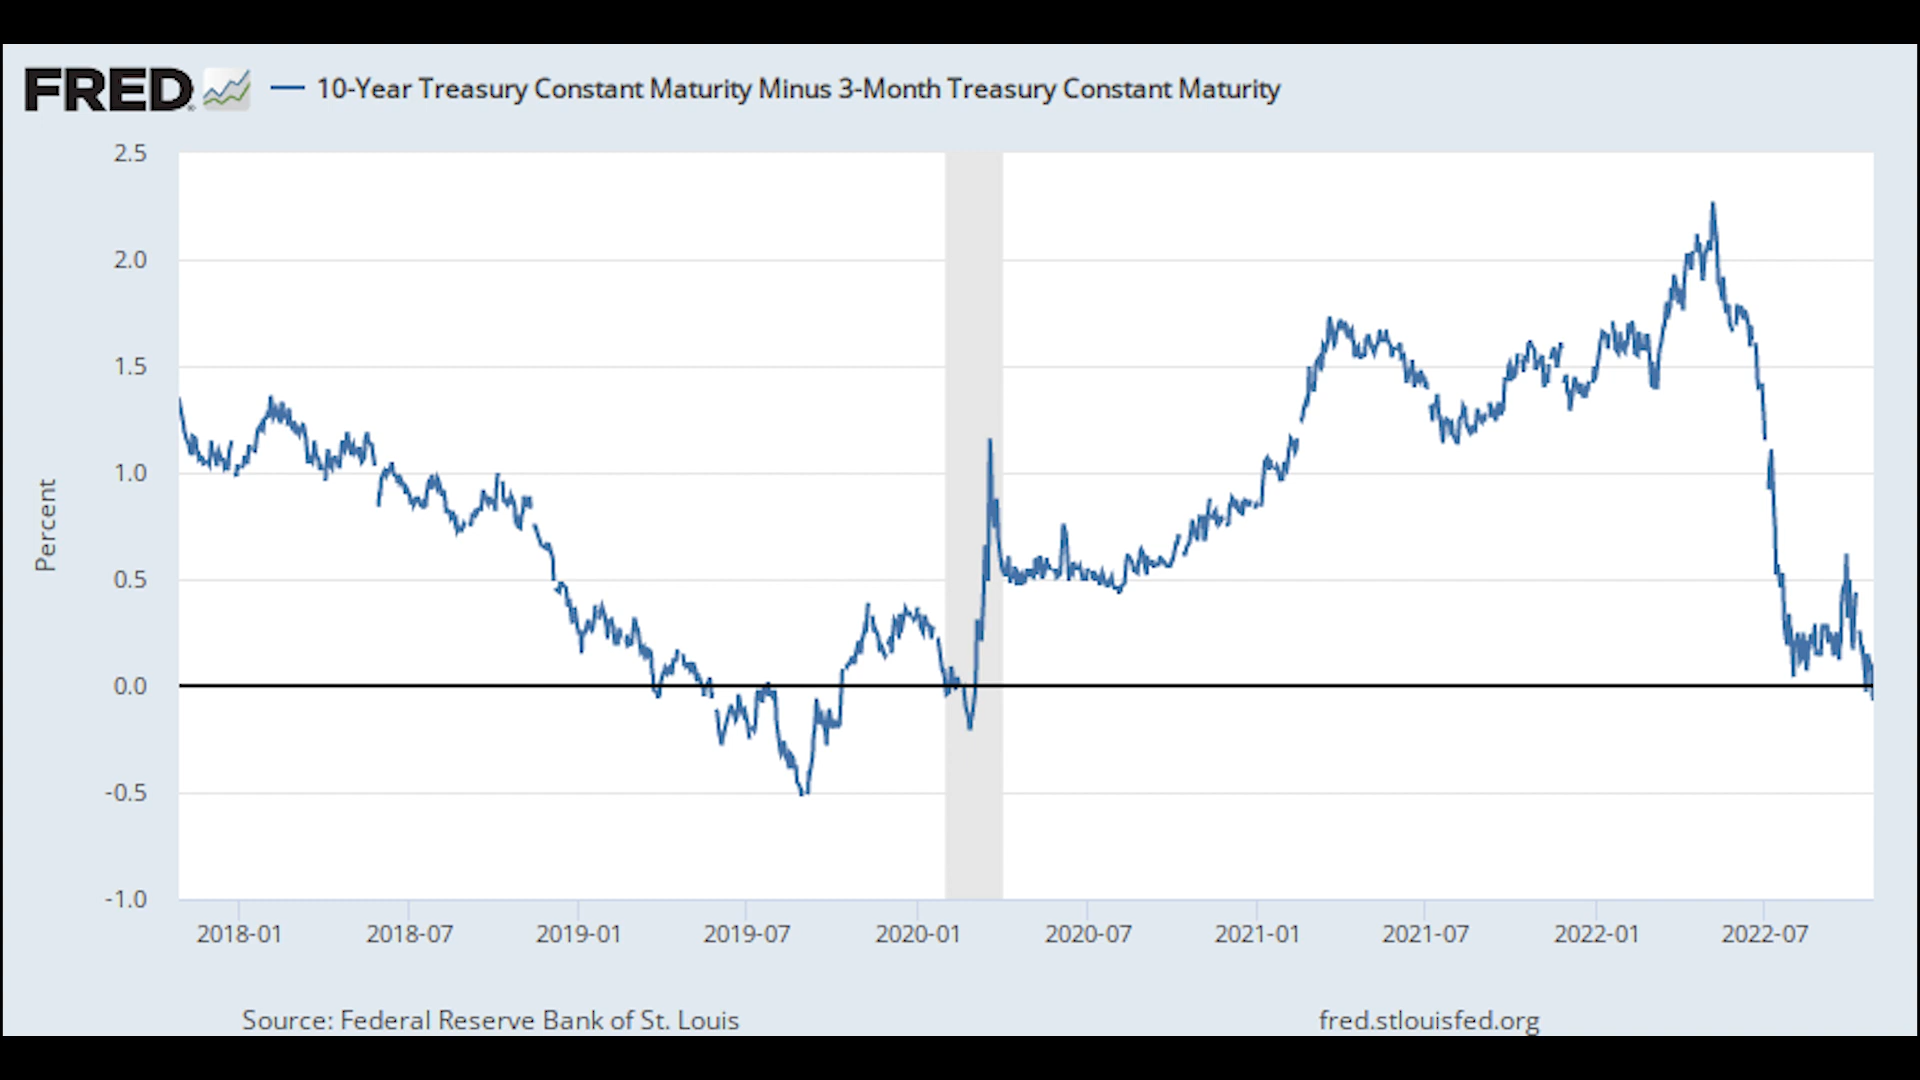 FRED
10-Year Treasury Constant Maturity Minus 3-Month Treasury Constant Maturity
2.5
2.0
1.5
1.0
0.5
0.0
-0.5
-1.0
Percent
2018-01 2018-07 2019-01 2019-07 2020-01 2020-07 2021-01 2021-07 2022-01 2022-07
Source: Federal Reserve Bank of St. Louis
fred.stlouisfed.org